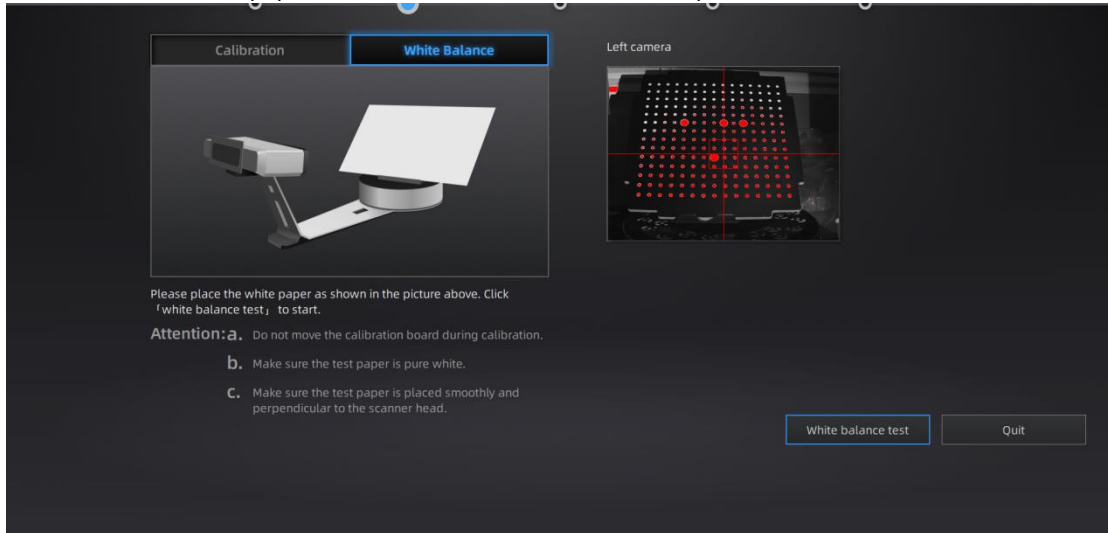 Calibration
White Balance
Left camera
Please place the white paper as shown in the picture above. Click
「white balance test」 to start.
Attention: a. Do not move the calibration board during calibration.
b. Make sure the test paper is pure white.
c. Make sure the test paper is placed smoothly and
perpendicular to the scanner head.
White balance test
Quit